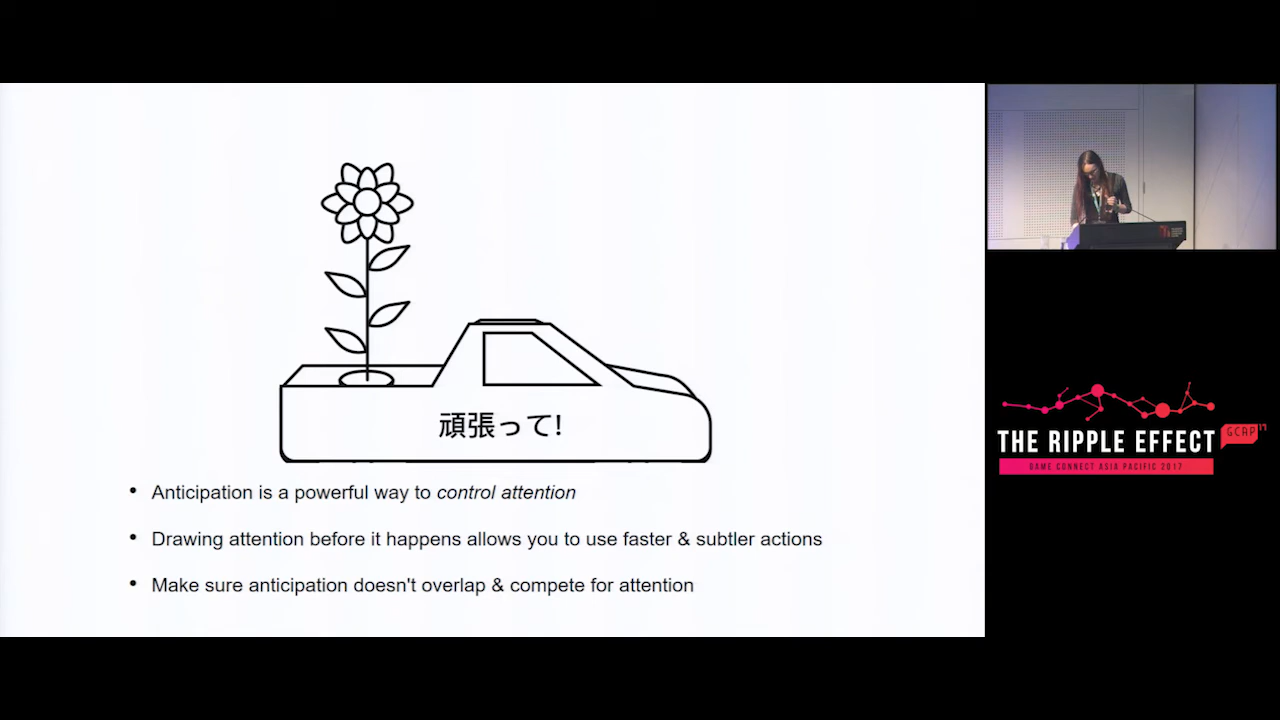 頑張って!
• Anticipation is a powerful way to control attention
• Drawing attention before it happens allows you to use faster & subtler actions
• Make sure anticipation doesn't overlap & compete for attention
THE RIPPLE EFFECT
GCAP 17
GAME CONNECT ASIA PACIFIC 2017